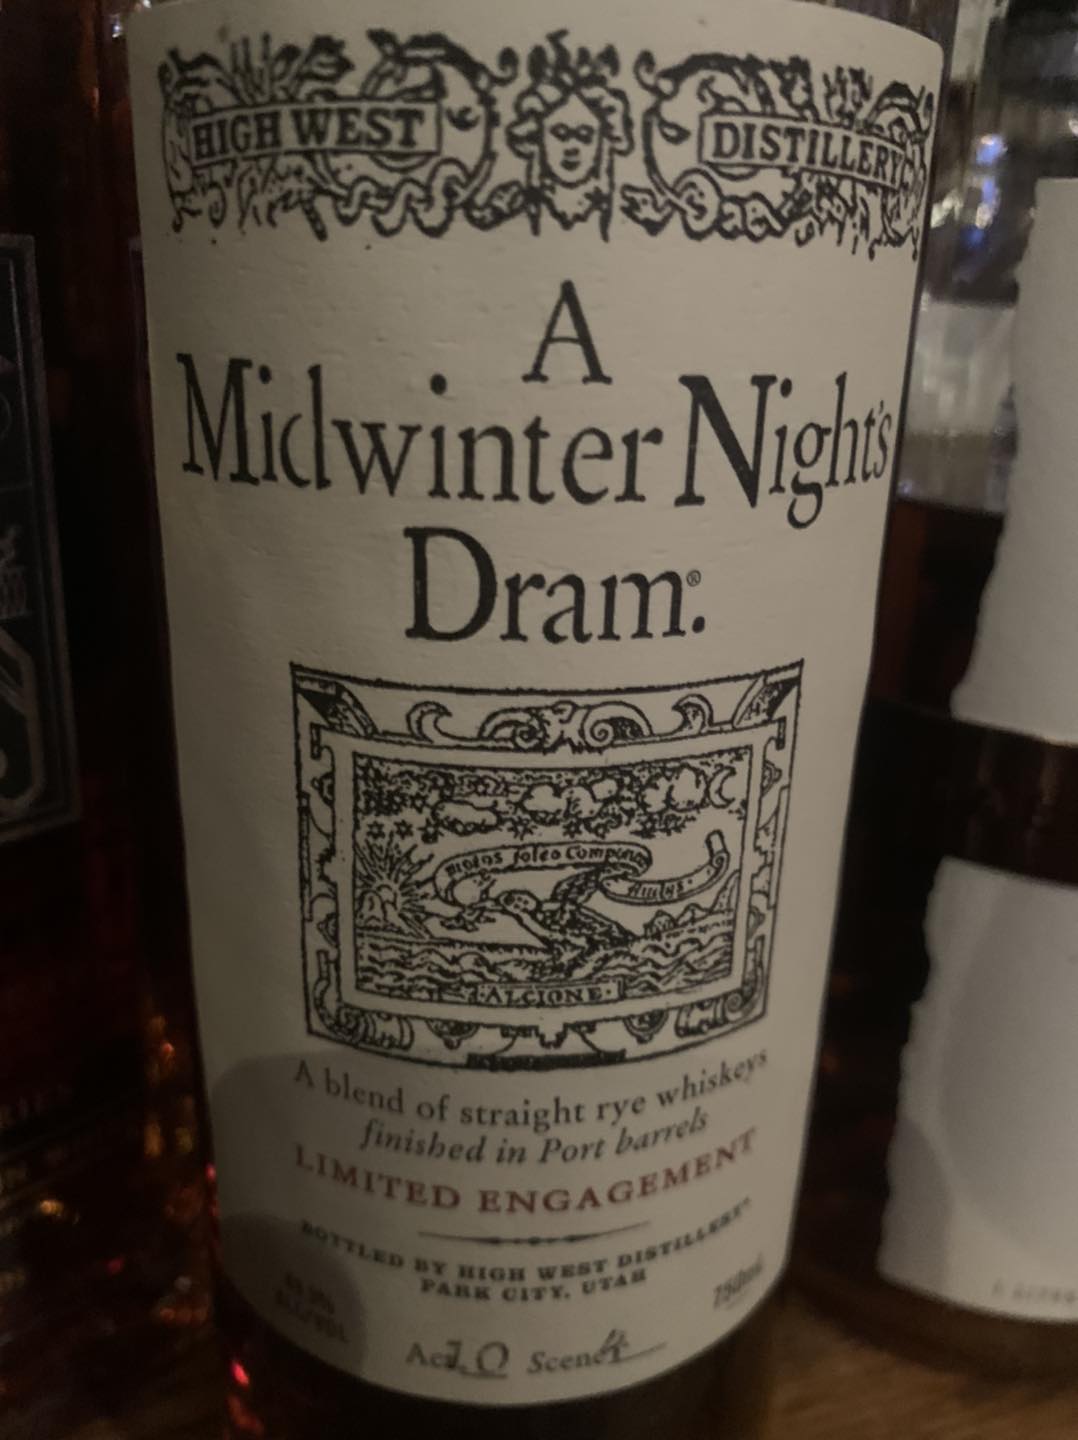 HIGH WEST DISTILLERY
A
Midwinter Night's
Dram.®
ALCIONE
A blend of straight rye whiskeys
finished in Port barrels
LIMITED ENGAGEMENT
BOTTLED BY HIGH WEST DISTILLERY®
PARK CITY, UTAH
750mL
Act 10 Scene 4